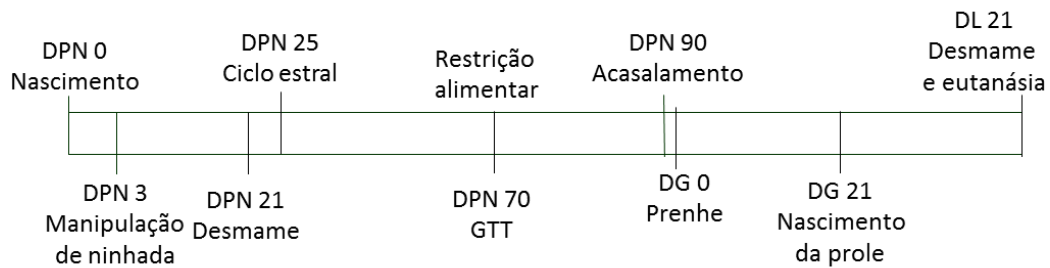 DPN 0
Nascimento
DPN 25
Ciclo estral
Restrição
alimentar
DPN 90
Acasalamento
DL 21
Desmame
e eutanásia
DPN 3
Manipulação
de ninhada
DPN 21
Desmame
DPN 70
GTT
DG 0
Prenhe
DG 21
Nascimento
da prole